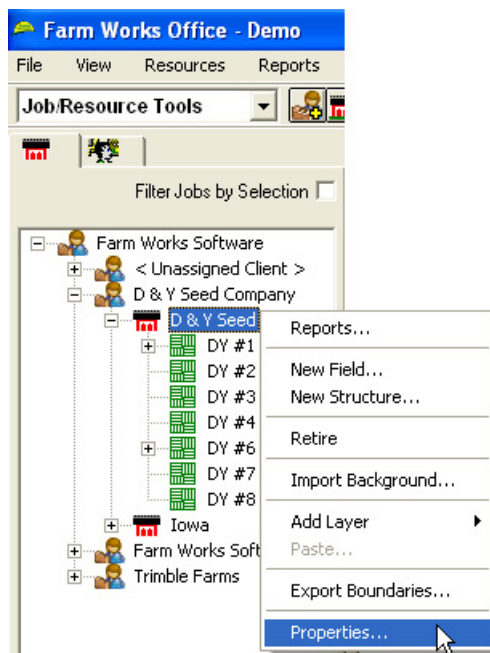 Farm Works Office - Demo
File View Resources Reports
Job/Resource Tools
Filter Jobs by Selection
Farm Works Software
< Unassigned Client >
D & Y Seed Company
D & Y Seed
DY #1
DY #2
DY #3
DY #4
DY #6
DY #7
DY #8
Iowa
Farm Works Soft
Trimble Farms
Reports...
New Field...
New Structure...
Retire
Import Background...
Add Layer
Paste...
Export Boundaries...
Properties...